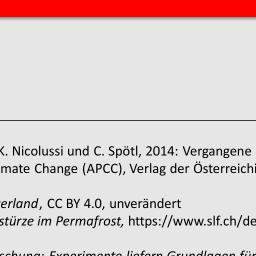 K. Nicolussi und C. Spötl, 2014: Vergangene
mate Change (APCC), Verlag der Österreichi
erland, CC BY 4.0, unverändert
stürze im Permafrost, https://www.slf.ch/de
schung: Experimente liefern Grundlagen für